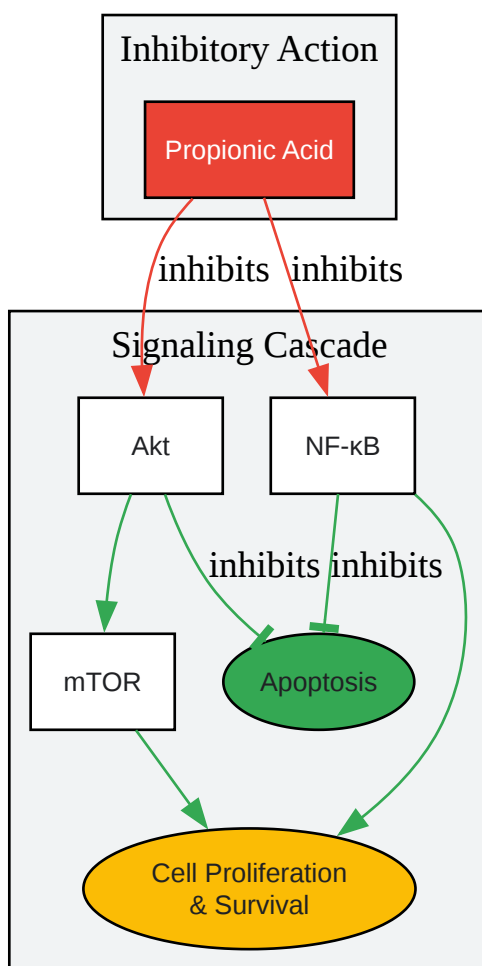 Inhibitory Action
Propionic Acid
inhibits inhibits
Signaling Cascade
Akt NF-κB
inhibits inhibits
mTOR Apoptosis
Cell Proliferation
& Survival